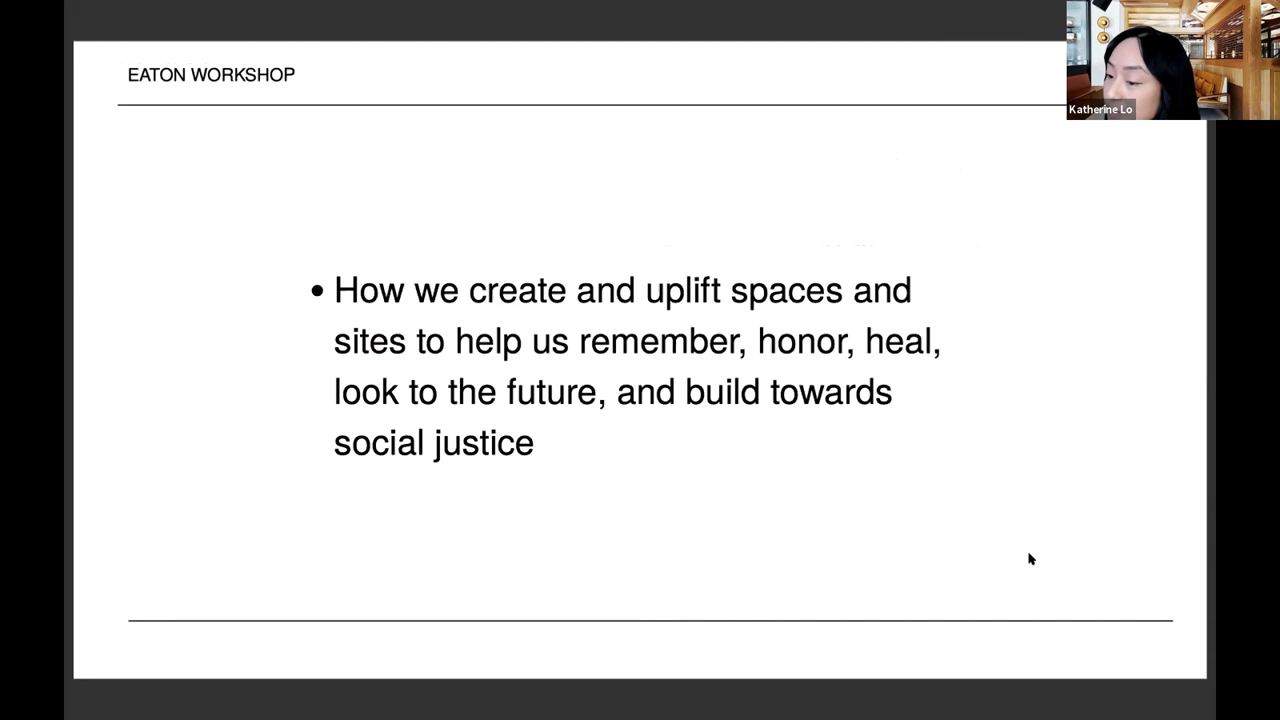 EATON WORKSHOP
Katherine Lo
• How we create and uplift spaces and
sites to help us remember, honor, heal,
look to the future, and build towards
social justice